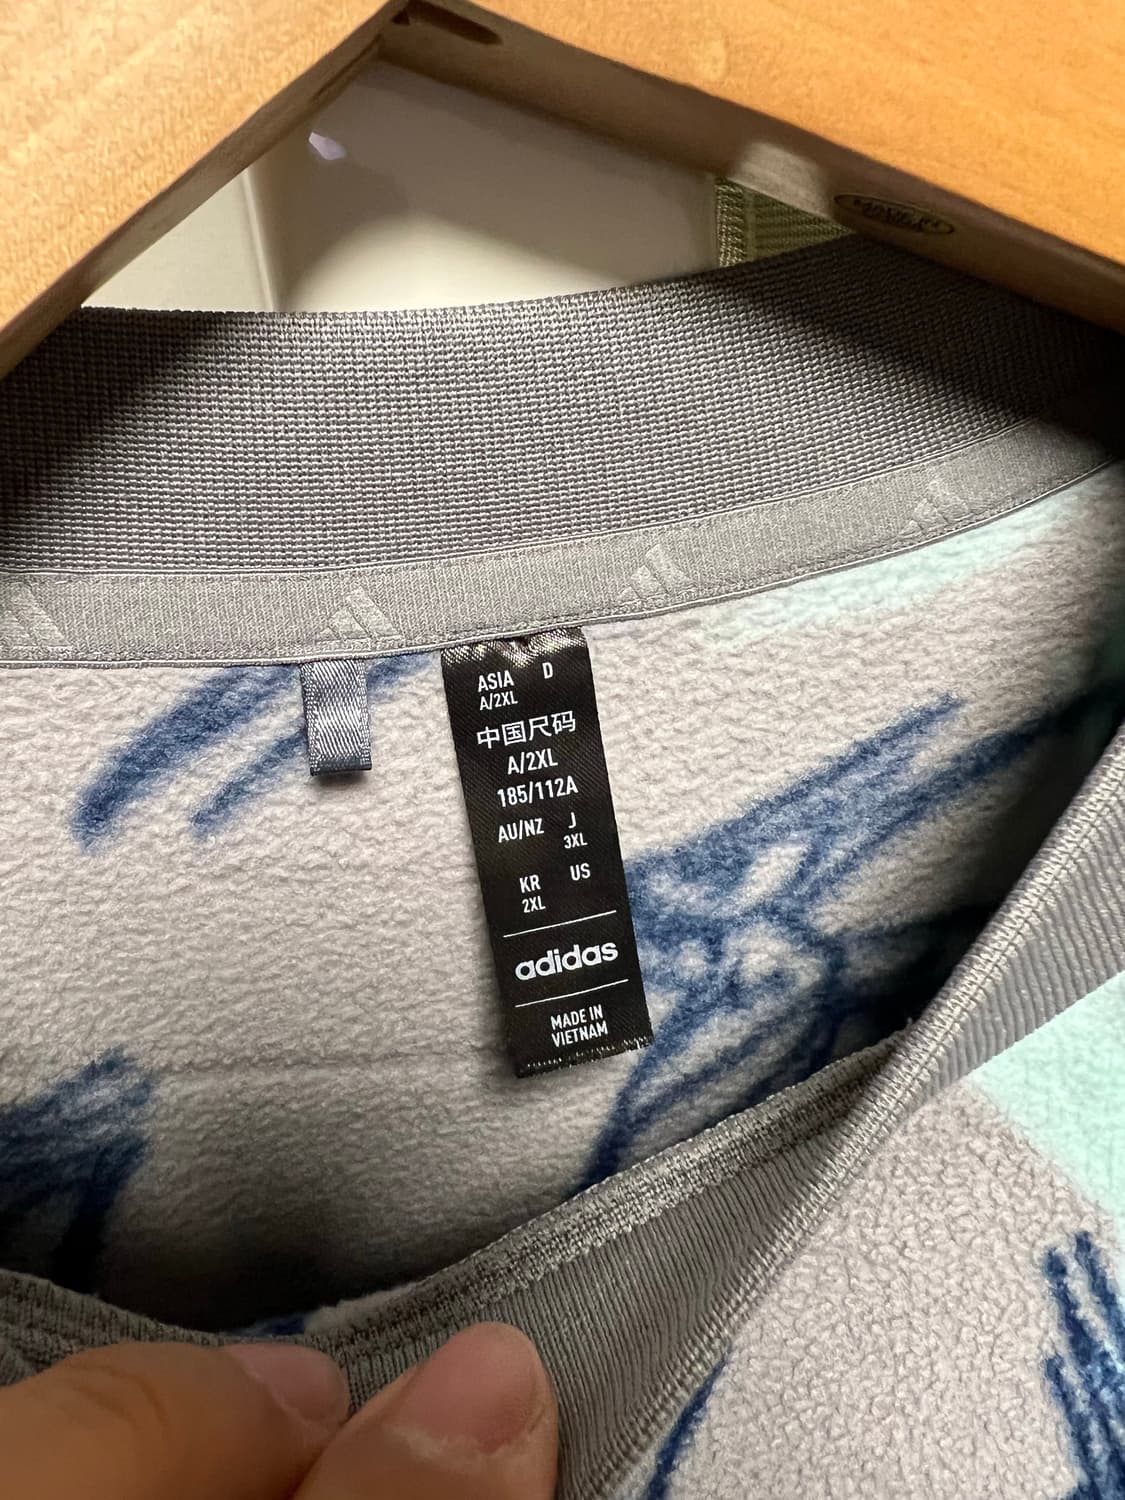 ASIA D
A/2XL
中国尺码
A/2XL
185/112A
AU/NZ J
3XL
KR US
2XL
adidas
MADE IN
VIETNAM